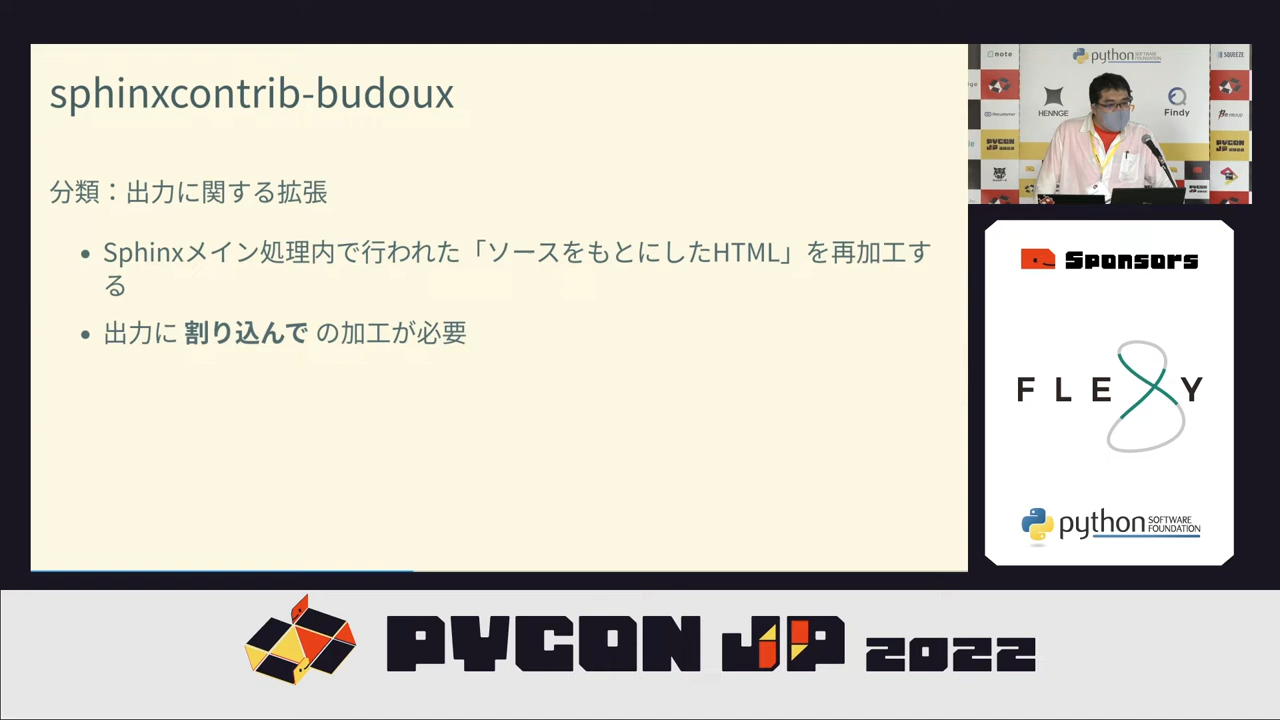 sphinxcontrib-budoux
分類：出力に関する拡張
Sphinxメイン処理内で行われた「ソースをもとにしたHTML」を再加工す
る
出力に 割り込んで の加工が必要
note
python SOFTWARE FOUNDATION
SQUEEZE
HENNGE
Findy
PYCON JP 2022
Sponsors
FLEXY
python SOFTWARE FOUNDATION
PYCON JP 2022